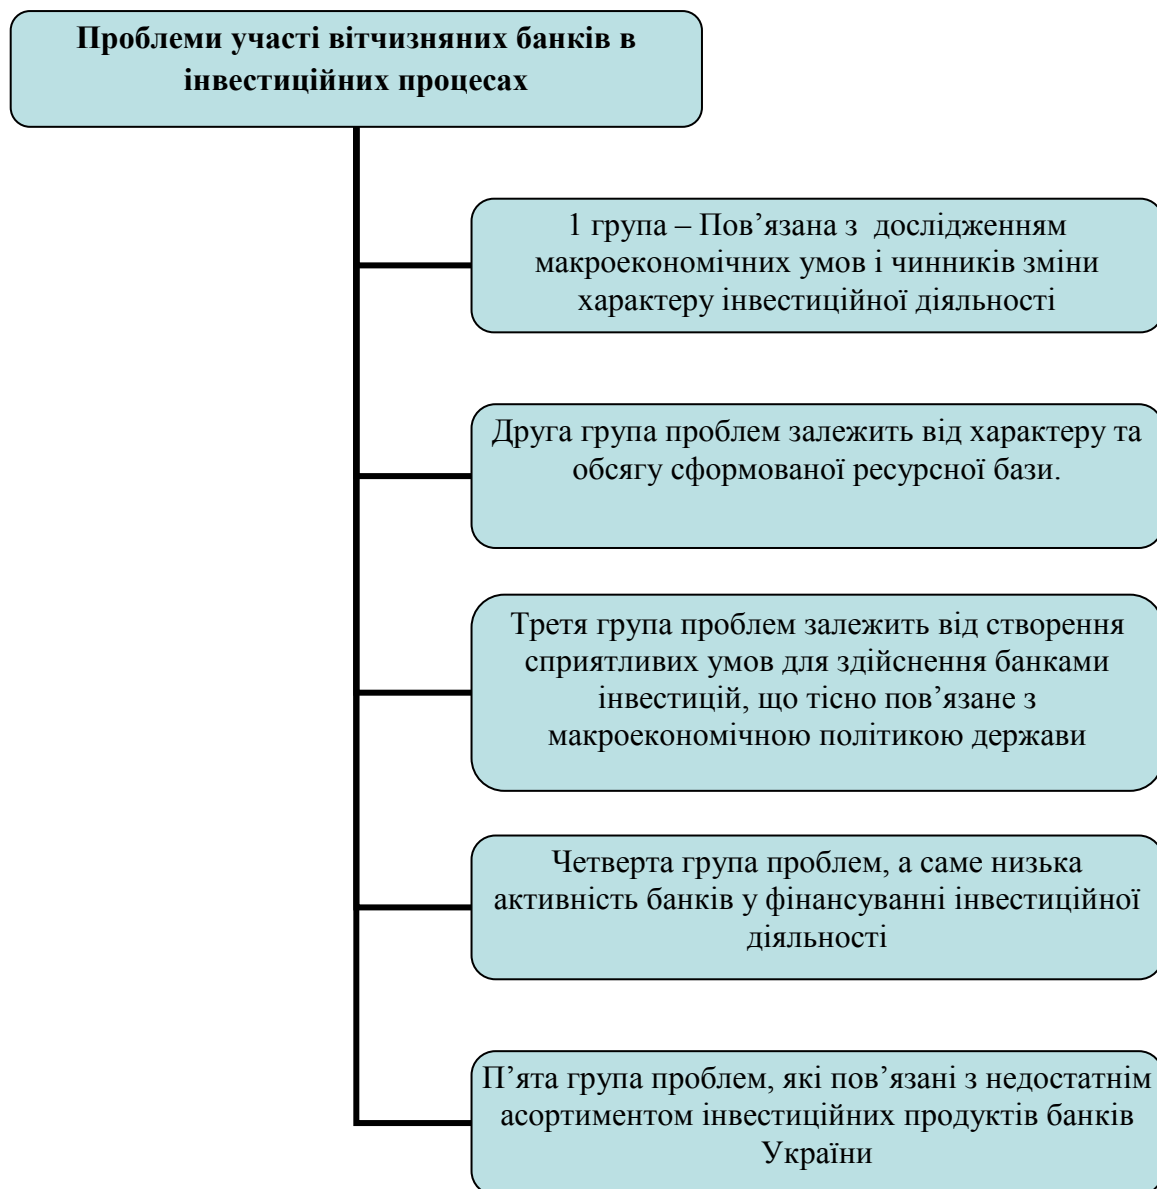 Проблеми участі вітчизняних банків в
інвестиційних процесах
1 група – Пов’язана з  дослідженням
макроекономічних умов і чинників зміни
характеру інвестиційної діяльності
Друга група проблем залежить від характеру та
обсягу сформованої ресурсної бази.
Третя група проблем залежить від створення
сприятливих умов для здійснення банками
інвестицій, що тісно пов’язане з
макроекономічною політикою держави
Четверта група проблем, а саме низька
активність банків у фінансуванні інвестиційної
діяльності
П’ята група проблем, які пов’язані з недостатнім
асортиментом інвестиційних продуктів банків
України